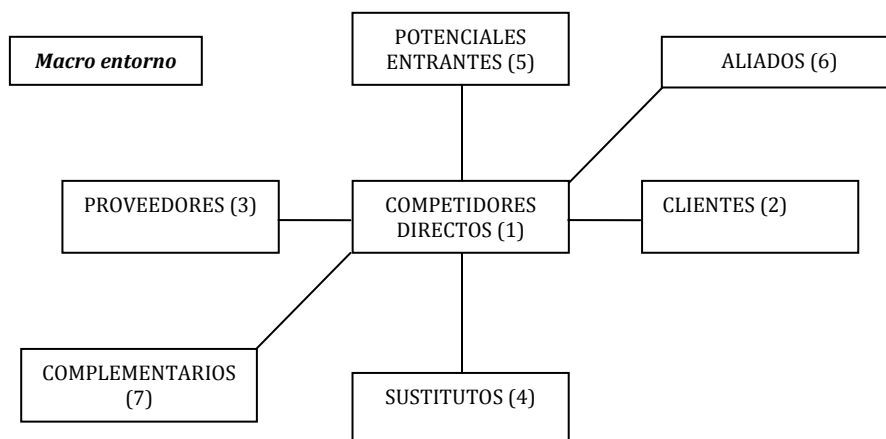 Macro entorno
POTENCIALES
ENTRANTES (5)
ALIADOS (6)
PROVEEDORES (3)
COMPETIDORES
DIRECTOS (1)
CLIENTES (2)
COMPLEMENTARIOS
(7)
SUSTITUTOS (4)